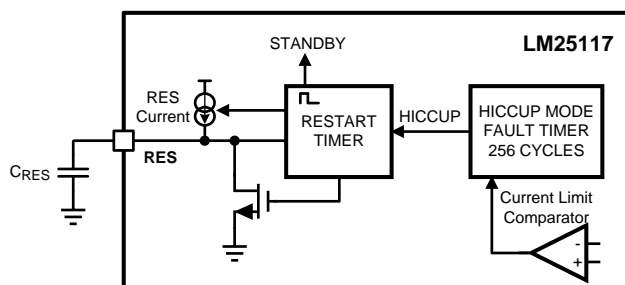 LM25117
STANDBY
RES
Current
RESTART
TIMER
HICCUP
HICCUP MODE
FAULT TIMER
256 CYCLES
RES
CRES
Current Limit
Comparator
-
+